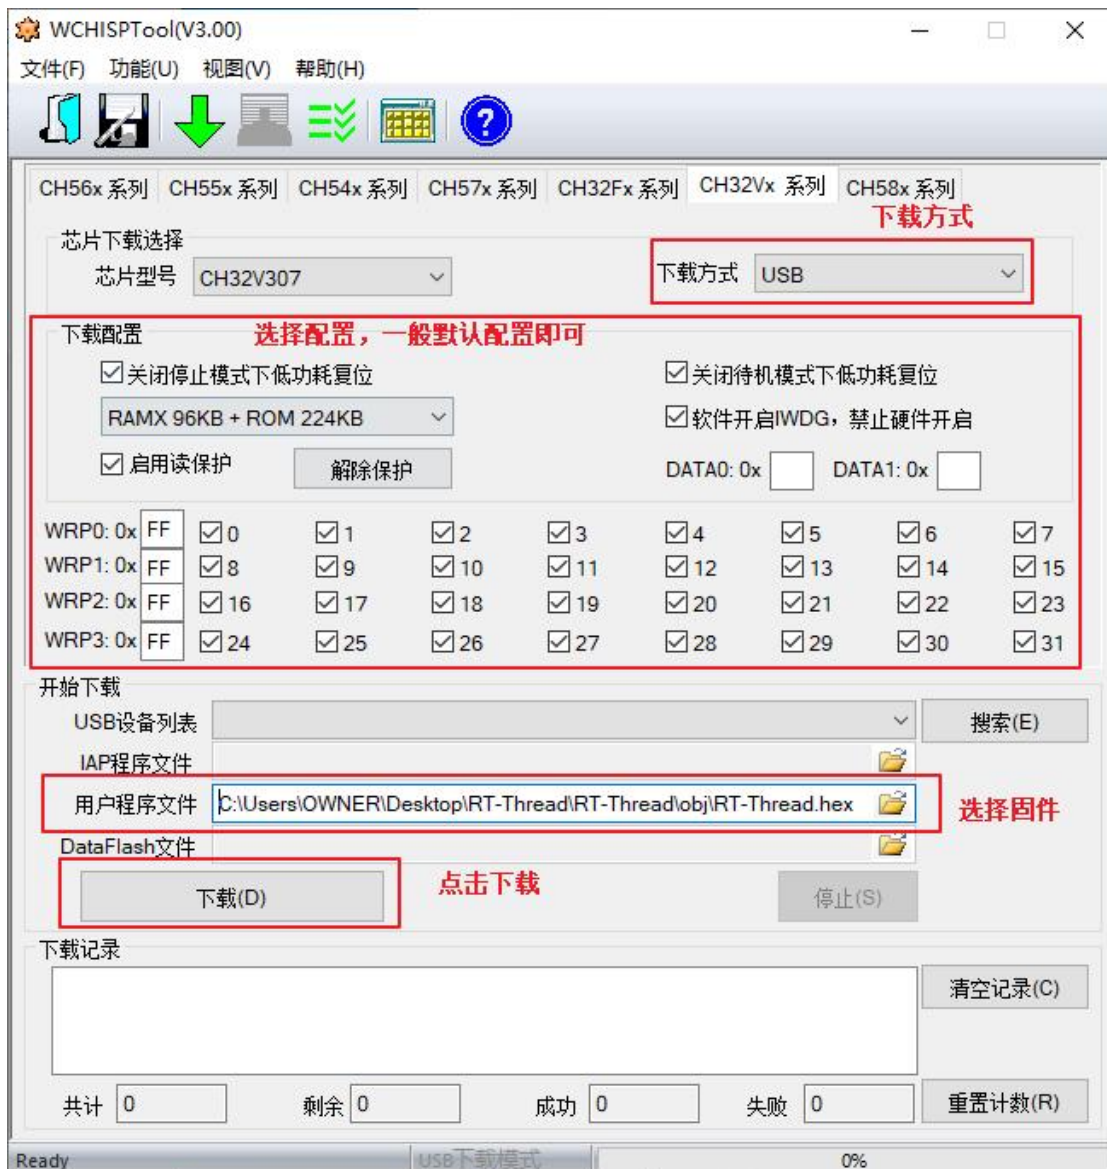 WCHISPTool(V3.00)
文件(F) 功能(U) 视图(V) 帮助(H)
CH56x 系列 CH55x 系列 CH54x 系列 CH57x 系列 CH32Fx 系列 CH32Vx 系列 CH58x 系列
下载方式
芯片下载选择
芯片型号 CH32V307 下载方式 USB
下载配置 选择配置，一般默认配置即可
关闭停止模式下低功耗复位 关闭待机模式下低功耗复位
RAMX 96KB + ROM 224KB 软件开启IWDG，禁止硬件开启
启用读保护 解除保护 DATA0: 0x DATA1: 0x
WRP0: 0x FF 0 1 2 3 4 5 6 7
WRP1: 0x FF 8 9 10 11 12 13 14 15
WRP2: 0x FF 16 17 18 19 20 21 22 23
WRP3: 0x FF 24 25 26 27 28 29 30 31
开始下载
USB设备列表 搜索(E)
IAP程序文件
用户程序文件 C:\Users\OWNER\Desktop\RT-Thread\RT-Thread\obj\RT-Thread.hex 选择固件
DataFlash文件
下载(D) 点击下载 停止(S)
下载记录
清空记录(C)
共计 0 剩余 0 成功 0 失败 0 重置计数(R)
Ready USB下载模式 0%